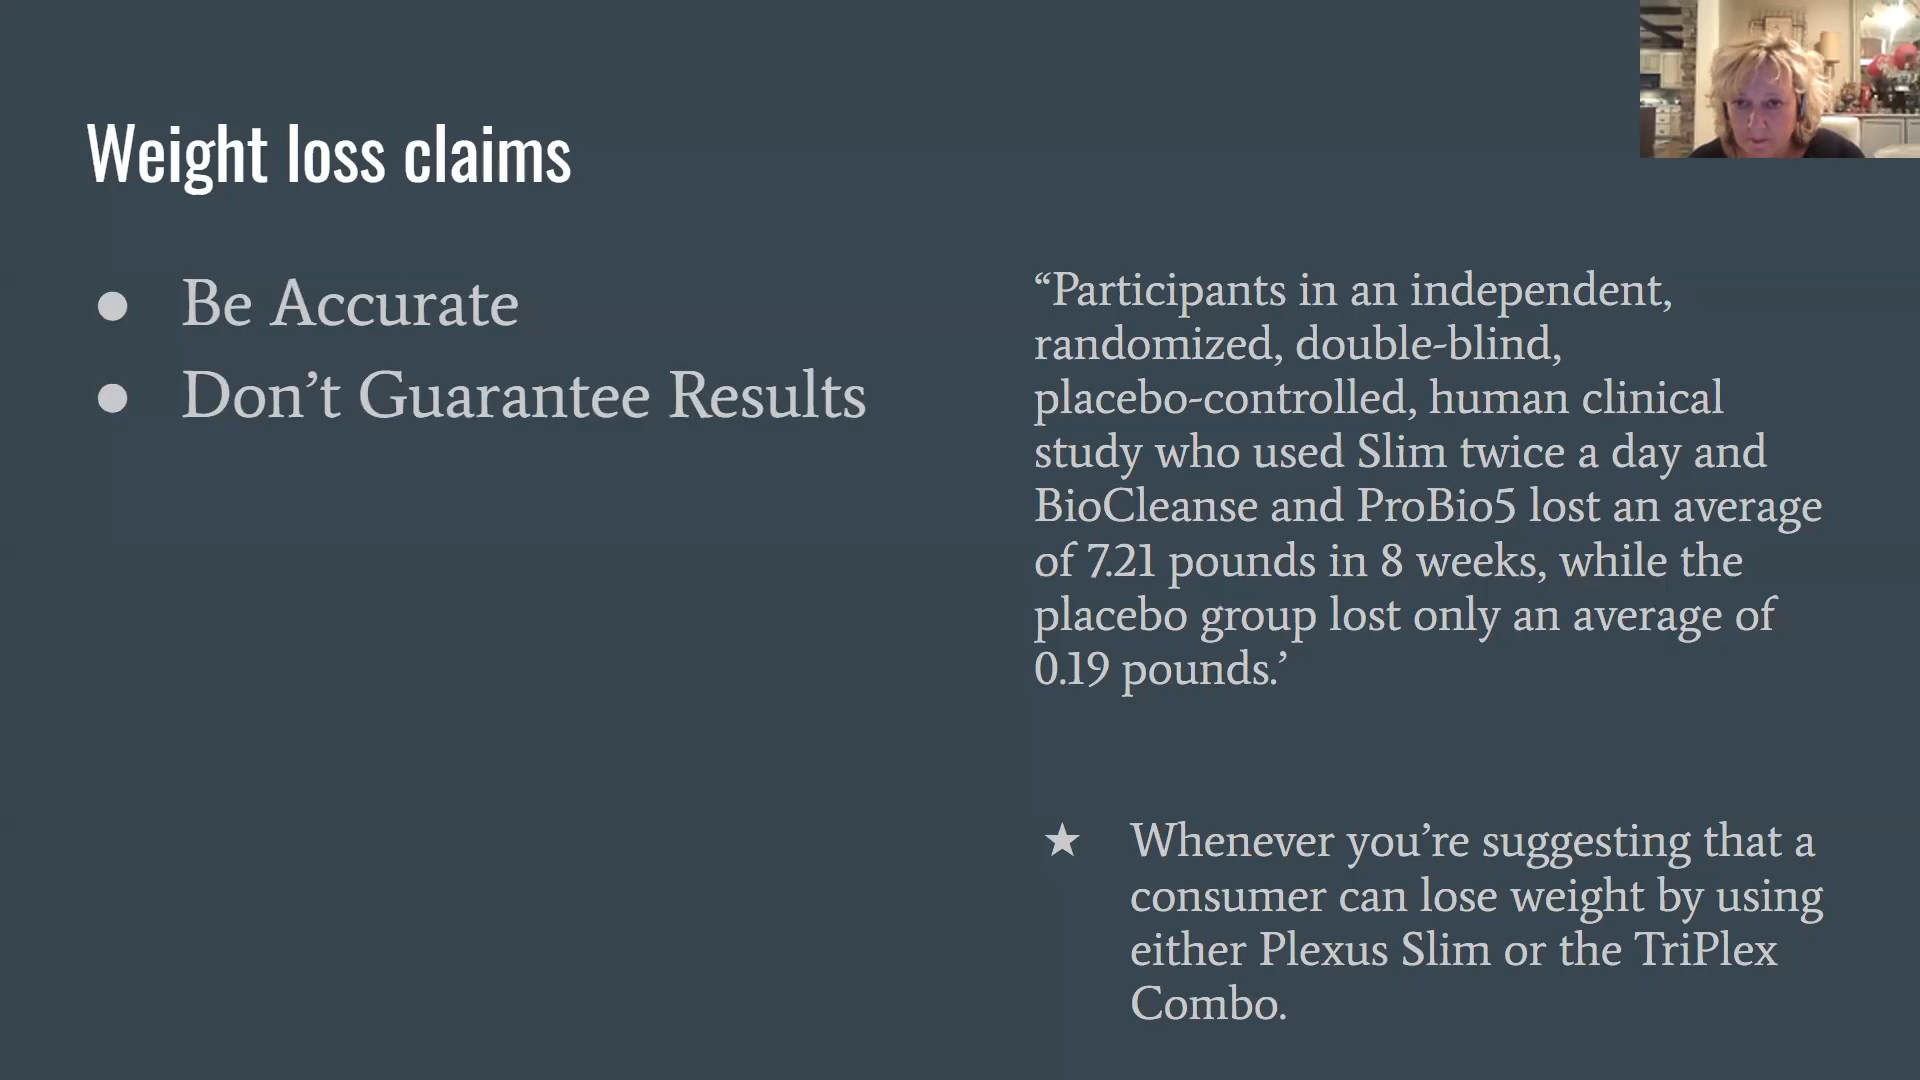 Weight loss claims
● Be Accurate
● Don’t Guarantee Results
“Participants in an independent,
randomized, double-blind,
placebo-controlled, human clinical
study who used Slim twice a day and
BioCleanse and ProBio5 lost an average
of 7.21 pounds in 8 weeks, while the
placebo group lost only an average of
0.19 pounds.’
★ Whenever you’re suggesting that a
consumer can lose weight by using
either Plexus Slim or the TriPlex
Combo.